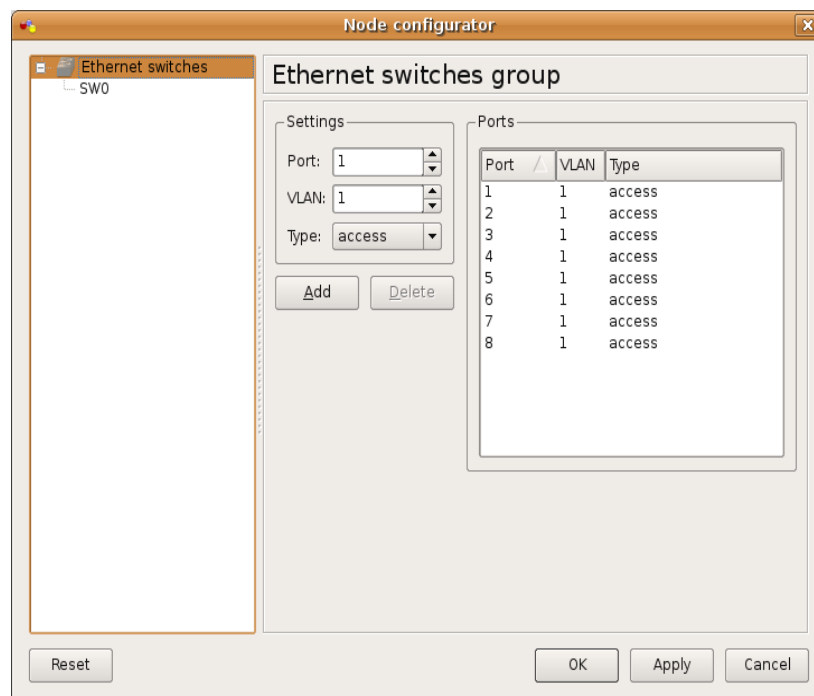 Node configurator
Ethernet switches
SW0
Ethernet switches group
Settings
Port: 1
VLAN: 1
Type: access
Add Delete
Ports
Port VLAN Type
1 1 access
2 1 access
3 1 access
4 1 access
5 1 access
6 1 access
7 1 access
8 1 access
Reset OK Apply Cancel